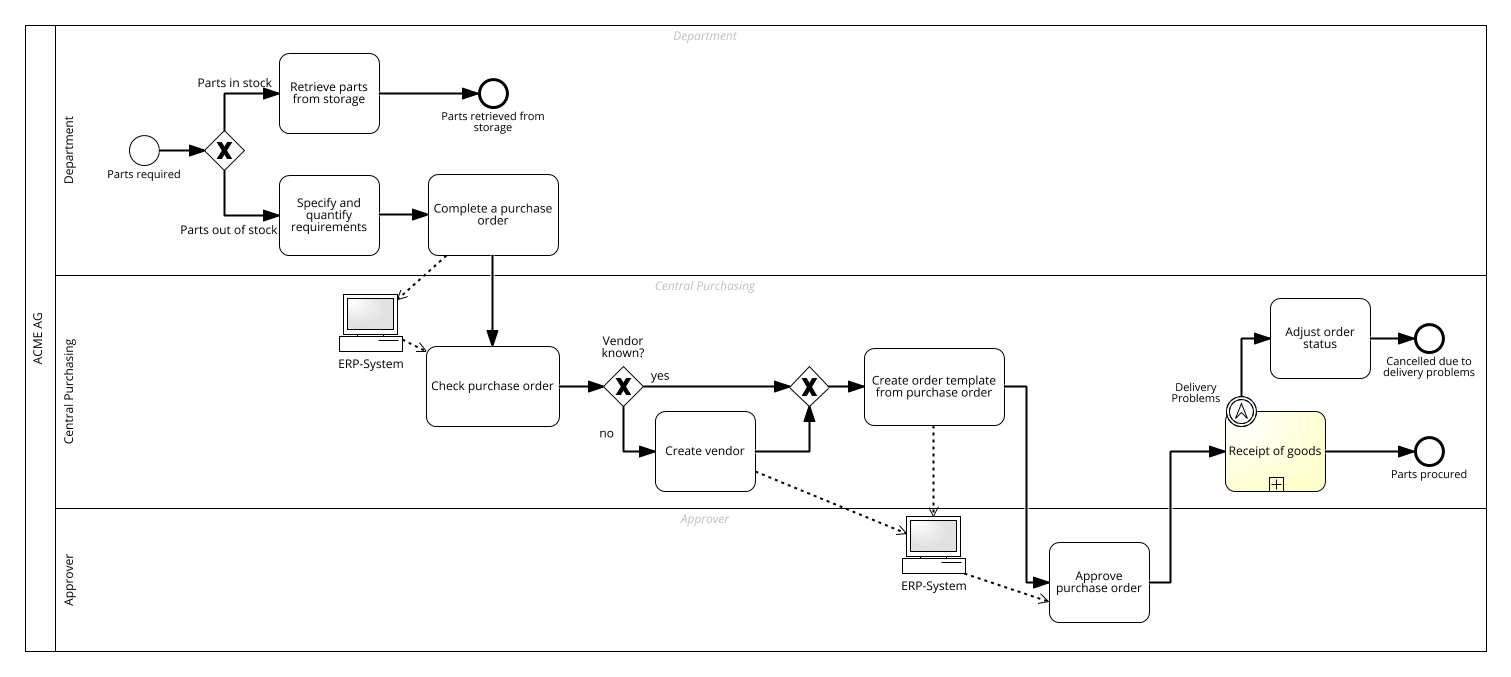 ACME AG
Department
Department
Parts in stock
Retrieve parts
from storage
Parts retrieved from
storage
Parts required
Parts out of stock
Specify and
quantify
requirements
Complete a purchase
order
Central Purchasing
Central Purchasing
ERP-System
Check purchase order
Vendor
known?
yes
no
Create vendor
Create order template
from purchase order
Delivery
Problems
Adjust order
status
Cancelled due to
delivery problems
Receipt of goods
Parts procured
Approver
Approver
ERP-System
Approve
purchase order